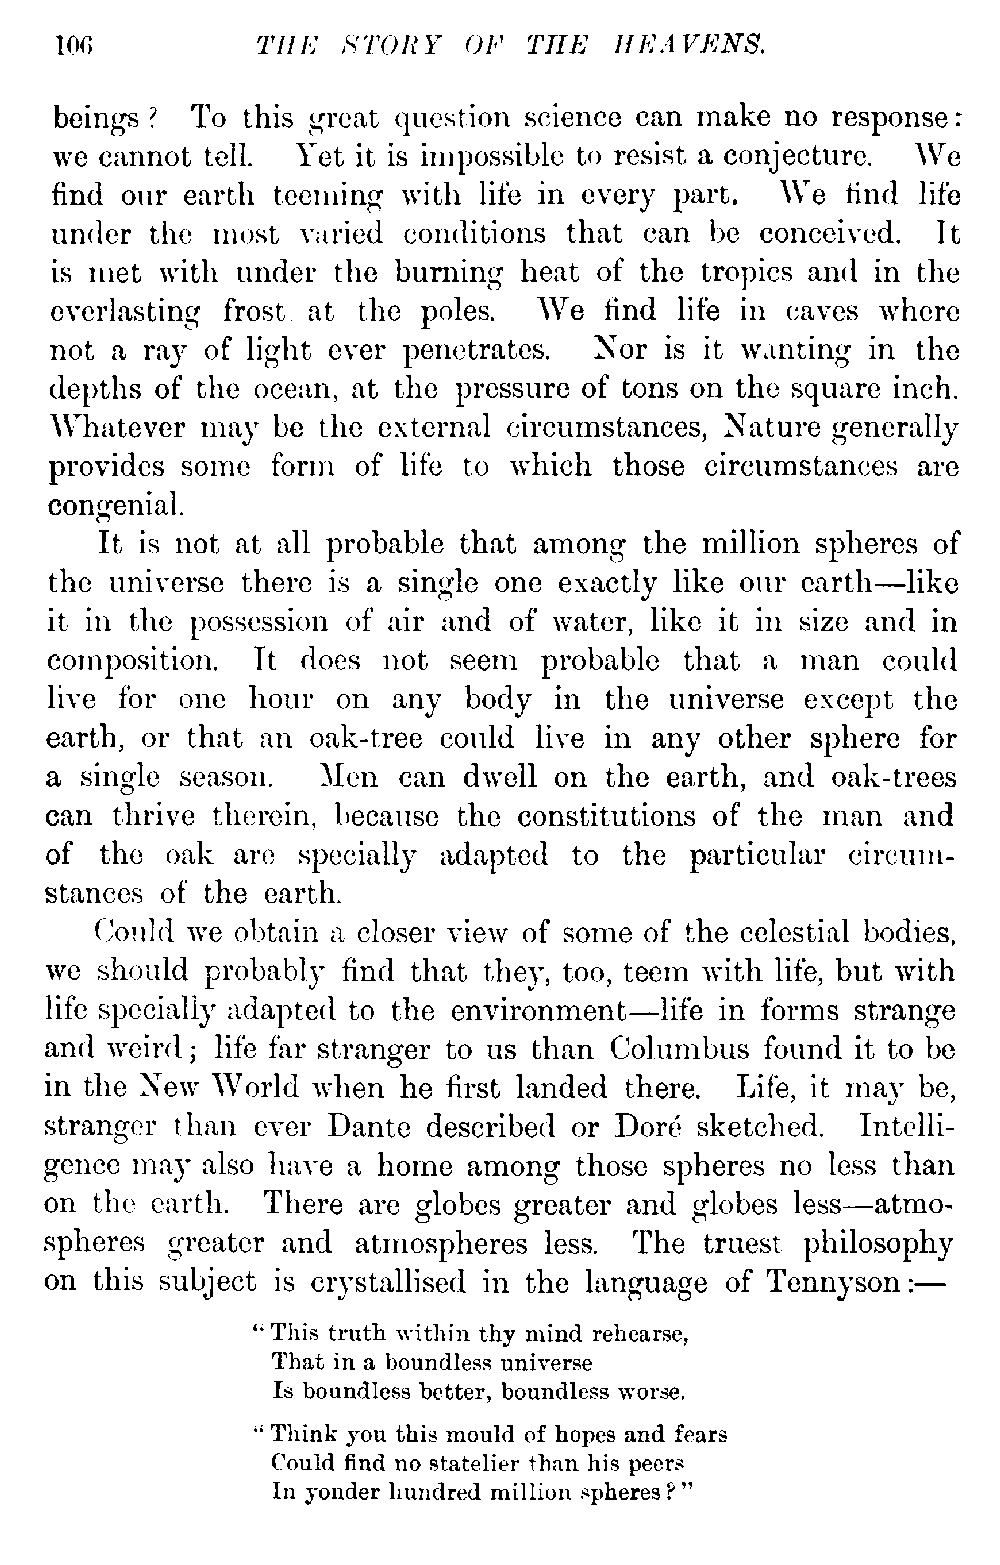 106 THE STORY OF THE HEAVENS.
beings? To this great question science can make no response:
we cannot tell. Yet it is impossible to resist a conjecture. We
find our earth teeming with life in every part. We find life
under the most varied conditions that can be conceived. It
is met with under the burning heat of the tropics and in the
everlasting frost at the poles. We find life in caves where
not a ray of light ever penetrates. Nor is it wanting in the
depths of the ocean, at the pressure of tons on the square inch.
Whatever may be the external circumstances, Nature generally
provides some form of life to which those circumstances are
congenial.
It is not at all probable that among the million spheres of
the universe there is a single one exactly like our earth—like
it in the possession of air and of water, like it in size and in
composition. It does not seem probable that a man could
live for one hour on any body in the universe except the
earth, or that an oak-tree could live in any other sphere for
a single season. Men can dwell on the earth, and oak-trees
can thrive therein, because the constitutions of the man and
of the oak are specially adapted to the particular circum-
stances of the earth.
Could we obtain a closer view of some of the celestial bodies,
we should probably find that they, too, teem with life, but with
life specially adapted to the environment—life in forms strange
and weird; life far stranger to us than Columbus found it to be
in the New World when he first landed there. Life, it may be,
stranger than ever Dante described or Doré sketched. Intelli-
gence may also have a home among those spheres no less than
on the earth. There are globes greater and globes less—atmo-
spheres greater and atmospheres less. The truest philosophy
on this subject is crystallised in the language of Tennyson:—
"This truth within thy mind rehearse,
That in a boundless universe
Is boundless better, boundless worse.
"Think you this mould of hopes and fears
Could find no statelier than his peers
In yonder hundred million spheres?"